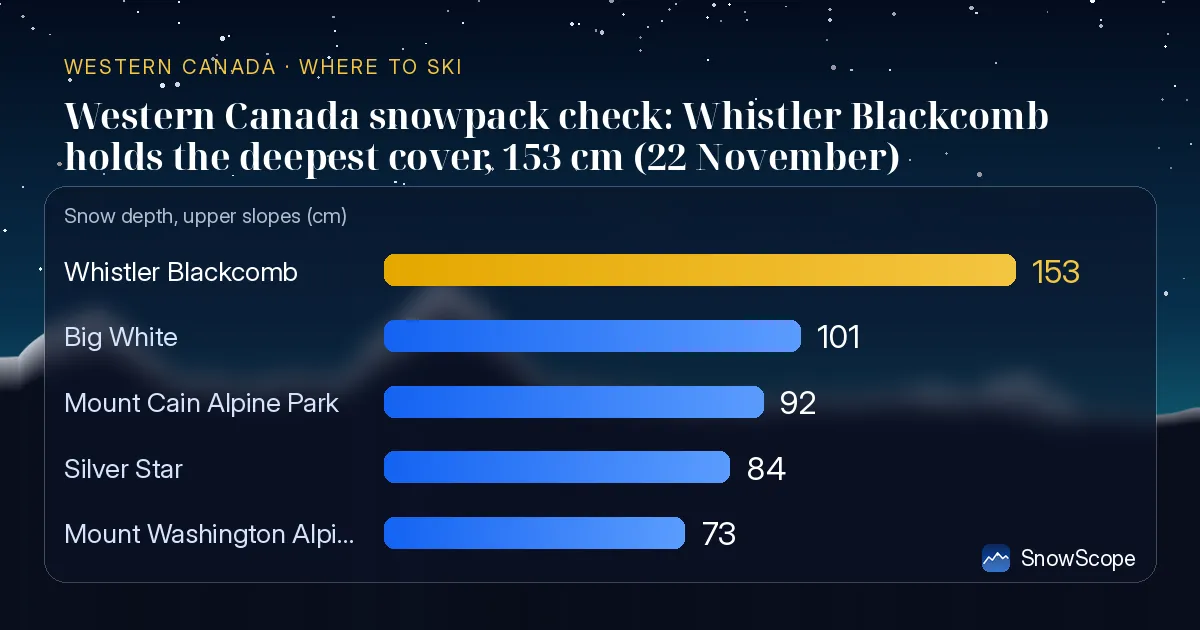 WESTERN CANADA · WHERE TO SKI
Western Canada snowpack check: Whistler Blackcomb
holds the deepest cover, 153 cm (22 November)
Snow depth, upper slopes (cm)
Whistler Blackcomb 153
Big White 101
Mount Cain Alpine Park 92
Silver Star 84
Mount Washington Alpi... 73
SnowScope